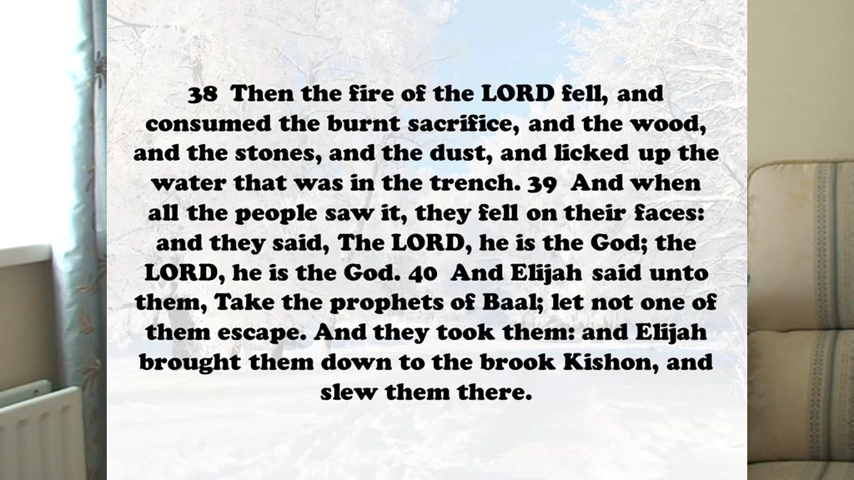 38 Then the fire of the LORD fell, and
consumed the burnt sacrifice, and the wood,
and the stones, and the dust, and licked up the
water that was in the trench. 39 And when
all the people saw it, they fell on their faces:
and they said, The LORD, he is the God; the
LORD, he is the God. 40 And Elijah said unto
them, Take the prophets of Baal; let not one of
them escape. And they took them: and Elijah
brought them down to the brook Kishon, and
slew them there.